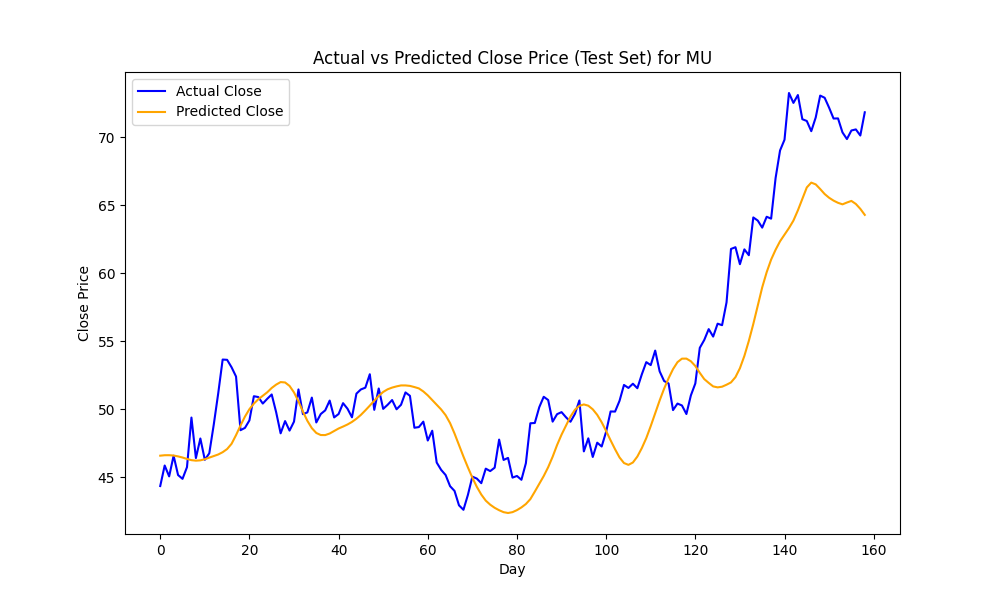 Actual vs Predicted Close Price (Test Set) for MU
Actual Close
Predicted Close
Close Price
70
65
60
55
50
45
0 20 40 60 80 100 120 140 160
Day